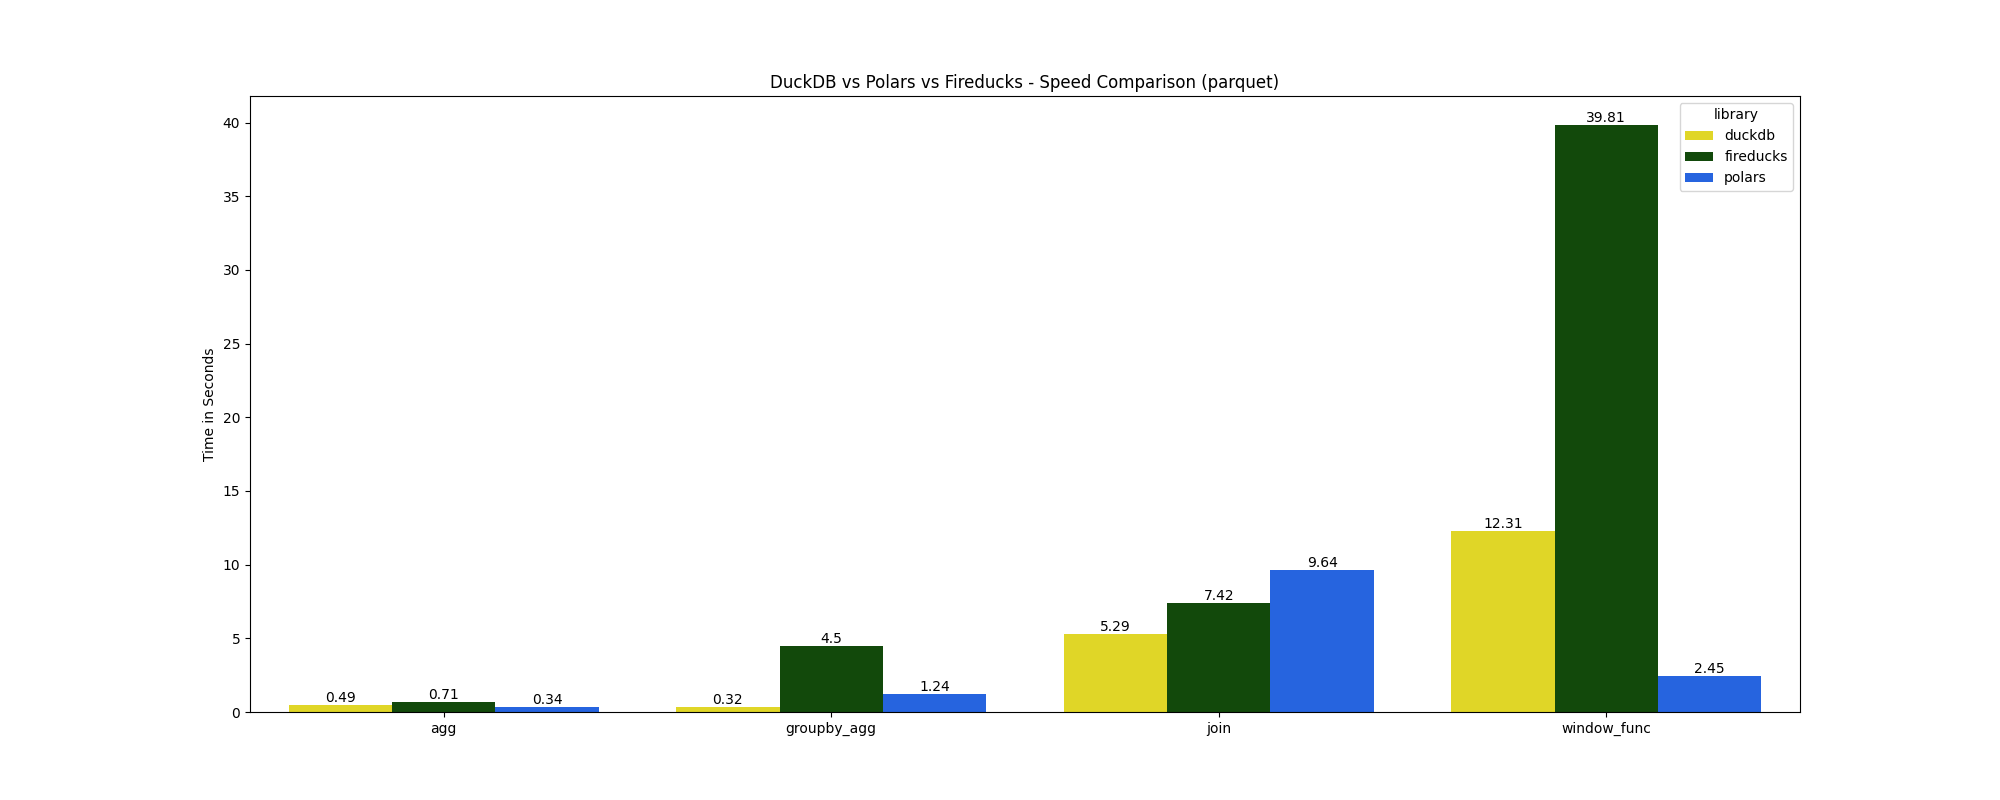 DuckDB vs Polars vs Fireducks - Speed Comparison (parquet)
library
duckdb
fireducks
polars
Time in Seconds
40
35
30
25
20
15
10
5
0
0.49
0.71
0.34
0.32
4.5
1.24
5.29
7.42
9.64
12.31
39.81
2.45
agg
groupby_agg
join
window_func